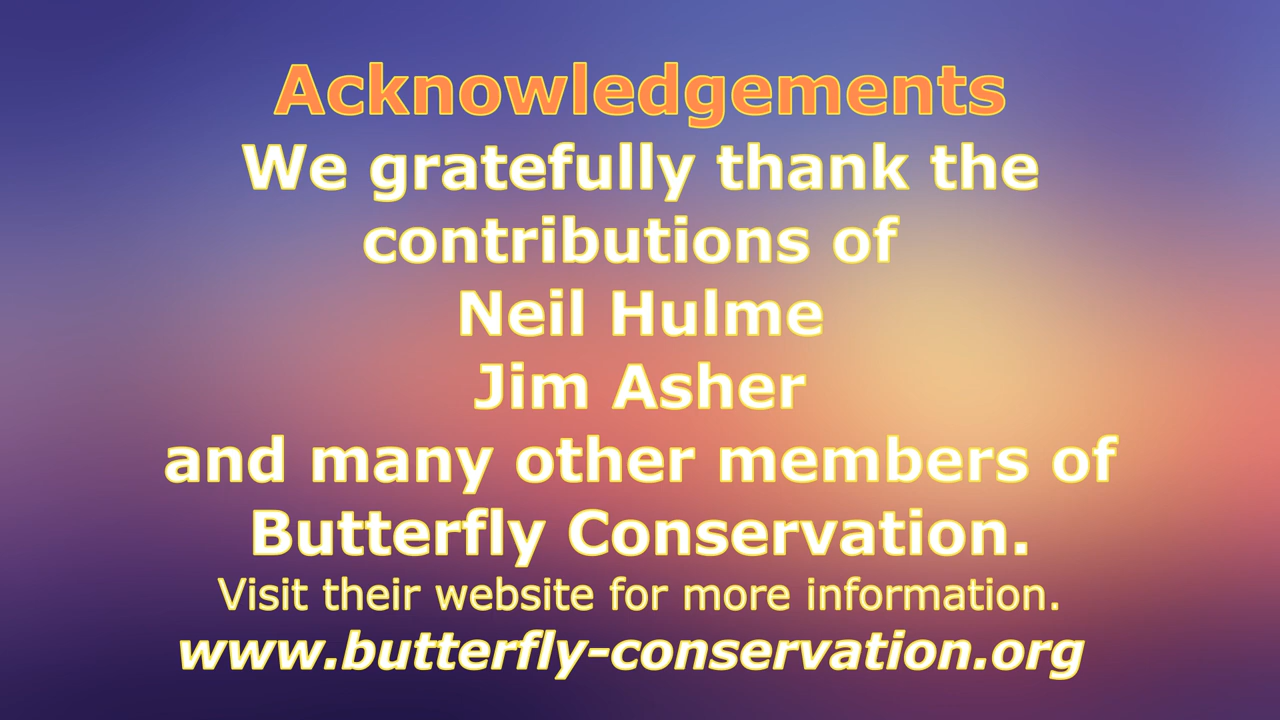 Acknowledgements
We gratefully thank the
contributions of
Neil Hulme
Jim Asher
and many other members of
Butterfly Conservation.
Visit their website for more information.
www.butterfly-conservation.org